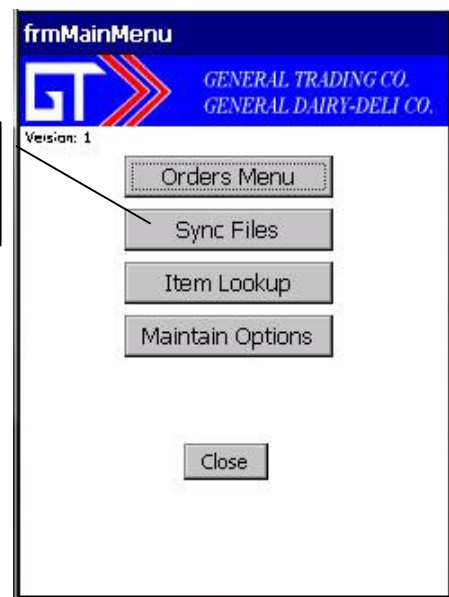 frmMainMenu
GT
GENERAL TRADING CO.
GENERAL DAIRY-DELI CO.
Version: 1
Orders Menu
Sync Files
Item Lookup
Maintain Options
Close